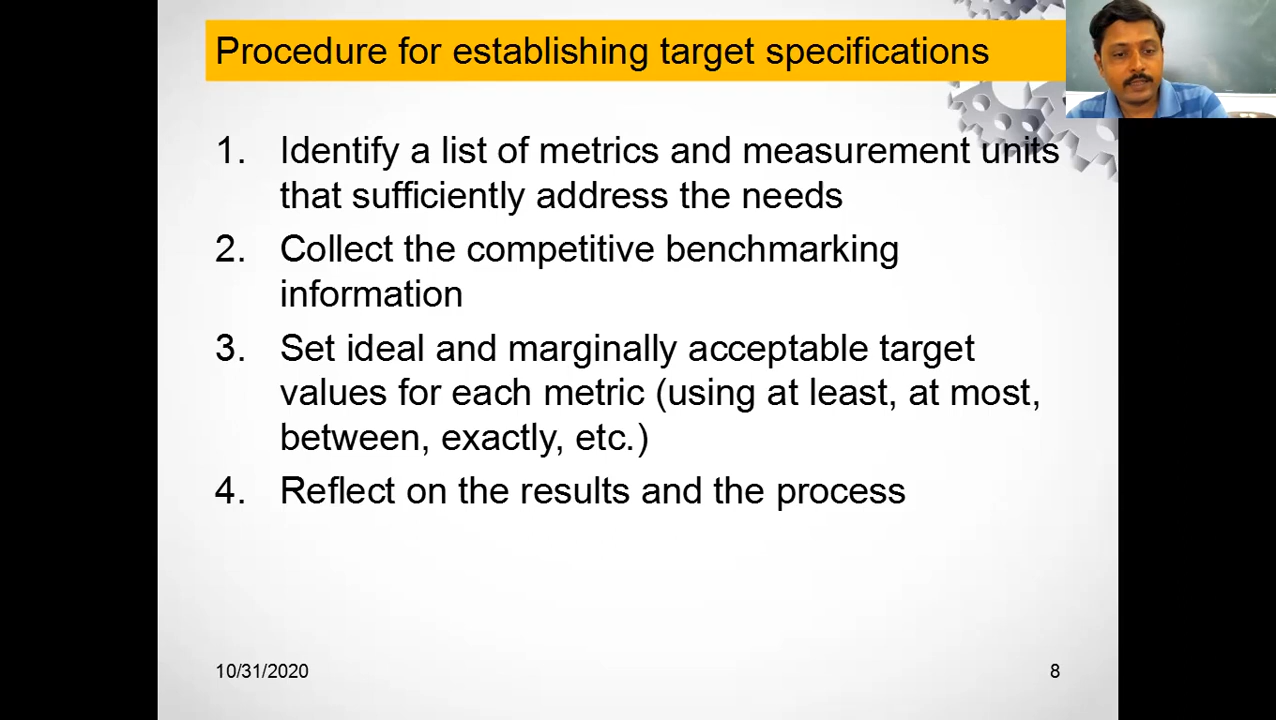 Procedure for establishing target specifications
1. Identify a list of metrics and measurement units
that sufficiently address the needs
2. Collect the competitive benchmarking
information
3. Set ideal and marginally acceptable target
values for each metric (using at least, at most,
between, exactly, etc.)
4. Reflect on the results and the process
10/31/2020
8